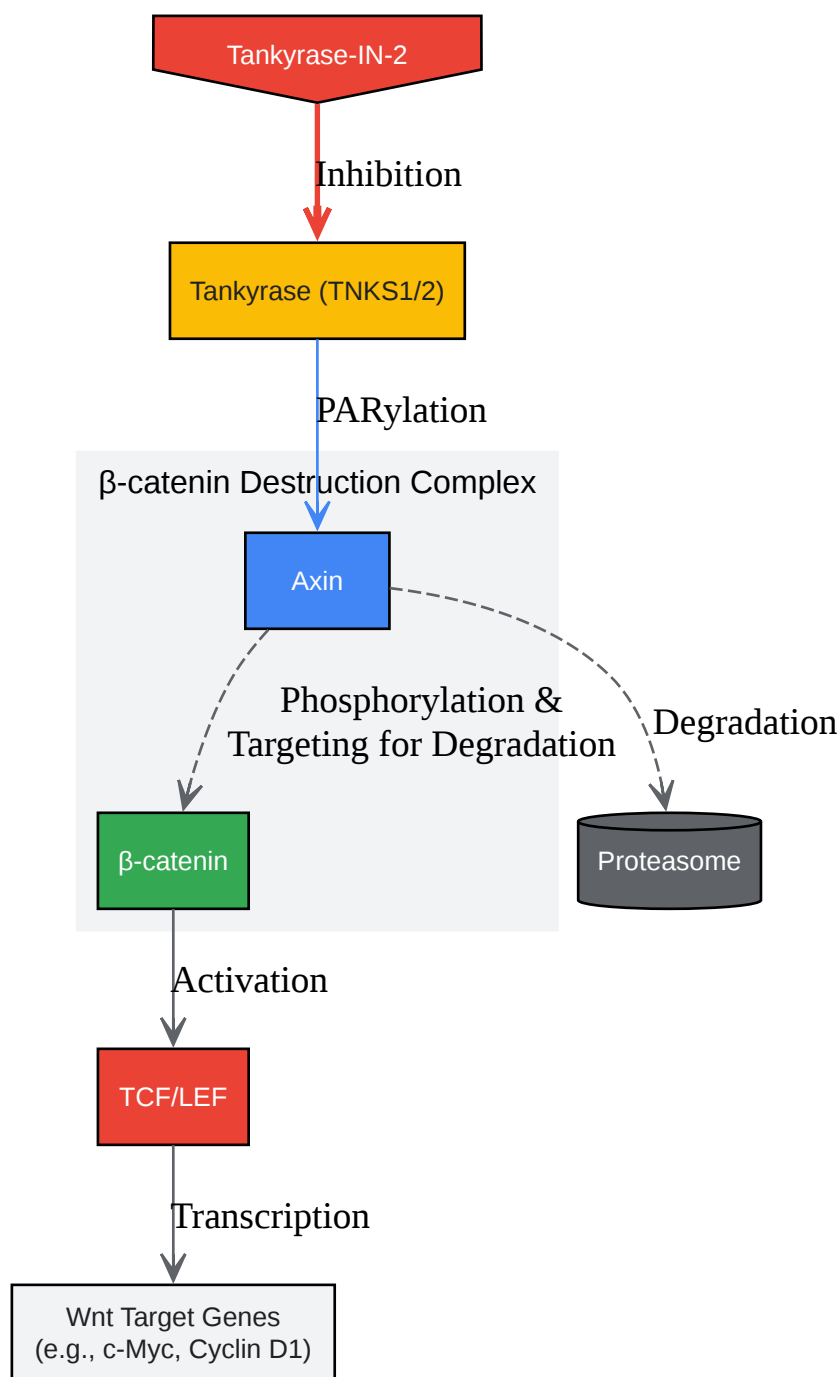 Tankyrase-IN-2
Inhibition
Tankyrase (TNKS1/2)
PARylation
β-catenin Destruction Complex
Axin
Phosphorylation &
Targeting for Degradation
Degradation
β-catenin
Proteasome
Activation
TCF/LEF
Transcription
Wnt Target Genes
(e.g., c-Myc, Cyclin D1)